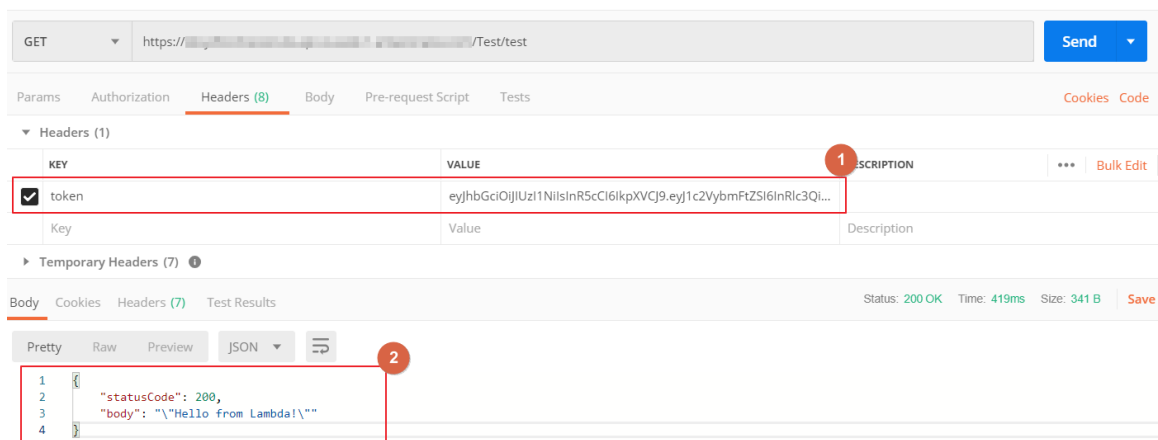 GET https:// /Test/test Send
Params Authorization Headers (8) Body Pre-request Script Tests Cookies Code
Headers (1)
KEY VALUE 1 ESCRIPTION ••• Bulk Edit
token eyJhbGciOiJIUzI1NiIsInR5cCI6IkpXVCJ9.eyJ1c2VybmFtZSI6InRlc3Qi...
Key Value Description
Temporary Headers (7) i
Body Cookies Headers (7) Test Results Status: 200 OK Time: 419ms Size: 341 B Save
Pretty Raw Preview JSON 2
1 {
2 "statusCode": 200,
3 "body": "\"Hello from Lambda!\""
4 }